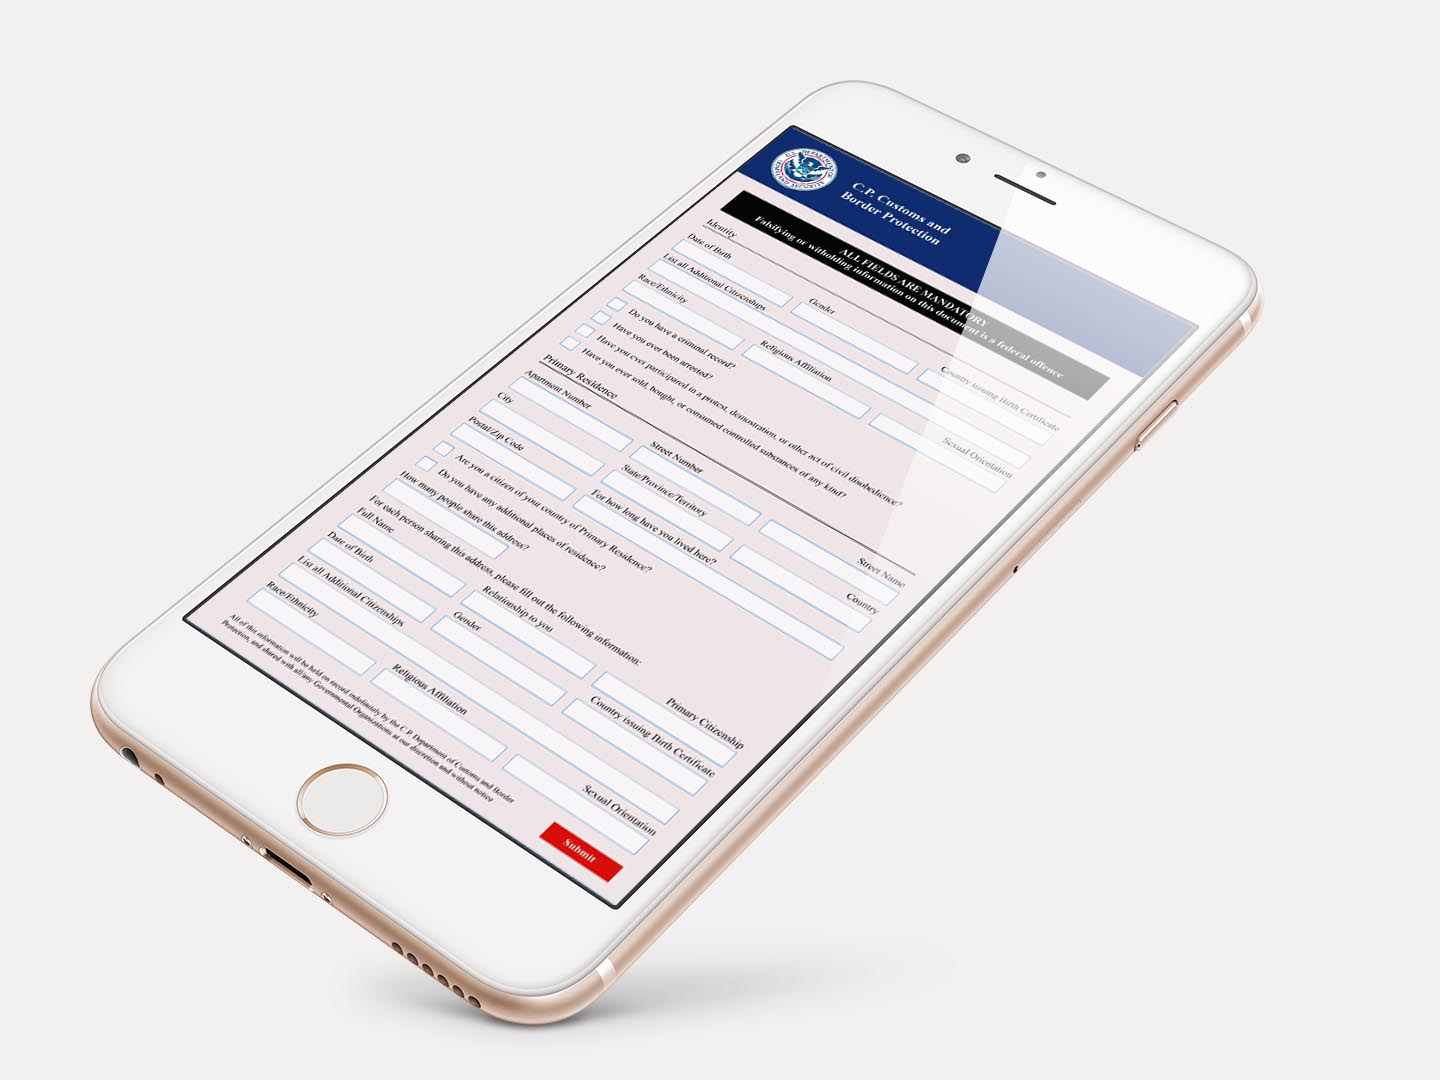 U.S. DEPARTMENT OF
HOMELAND SECURITY
C.P. Customs and
Border Protection
ALL FIELDS ARE MANDATORY
Falsifying or witholding information on this document is a federal offence
Identity
Date of Birth
Gender
Country issuing Birth Certificate
List all Additional Citizenships
Race/Ethnicity
Religious Affiliation
Sexual Orientation
Do you have a criminal record?
Have you ever been arrested?
Have you ever participated in a protest, demostration, or other act of civil disobedience?
Have you ever sold, bought, or consumed controlled substances of any kind?
Primary Residence
Apartment Number
Street Number
Street Name
City
State/Province/Territory
Country
Postal/Zip Code
For how long have you lived here?
Are you a citizen of your country of Primary Residence?
Do you have any additional places of residence?
How many people share this address?
For each person sharing this address, please fill out the following information:
Full Name
Relationship to you
Primary Citizenship
Date of Birth
Gender
Country issuing Birth Certificate
List all Additional Citizenships
Race/Ethnicity
Religious Affiliation
Sexual Orientation
All of this information will be held on record indefinitely by the C.P. Department of Customs and Border
Protection, and shared with all/any Governmental Organizations at our discretion and without notice
Submit